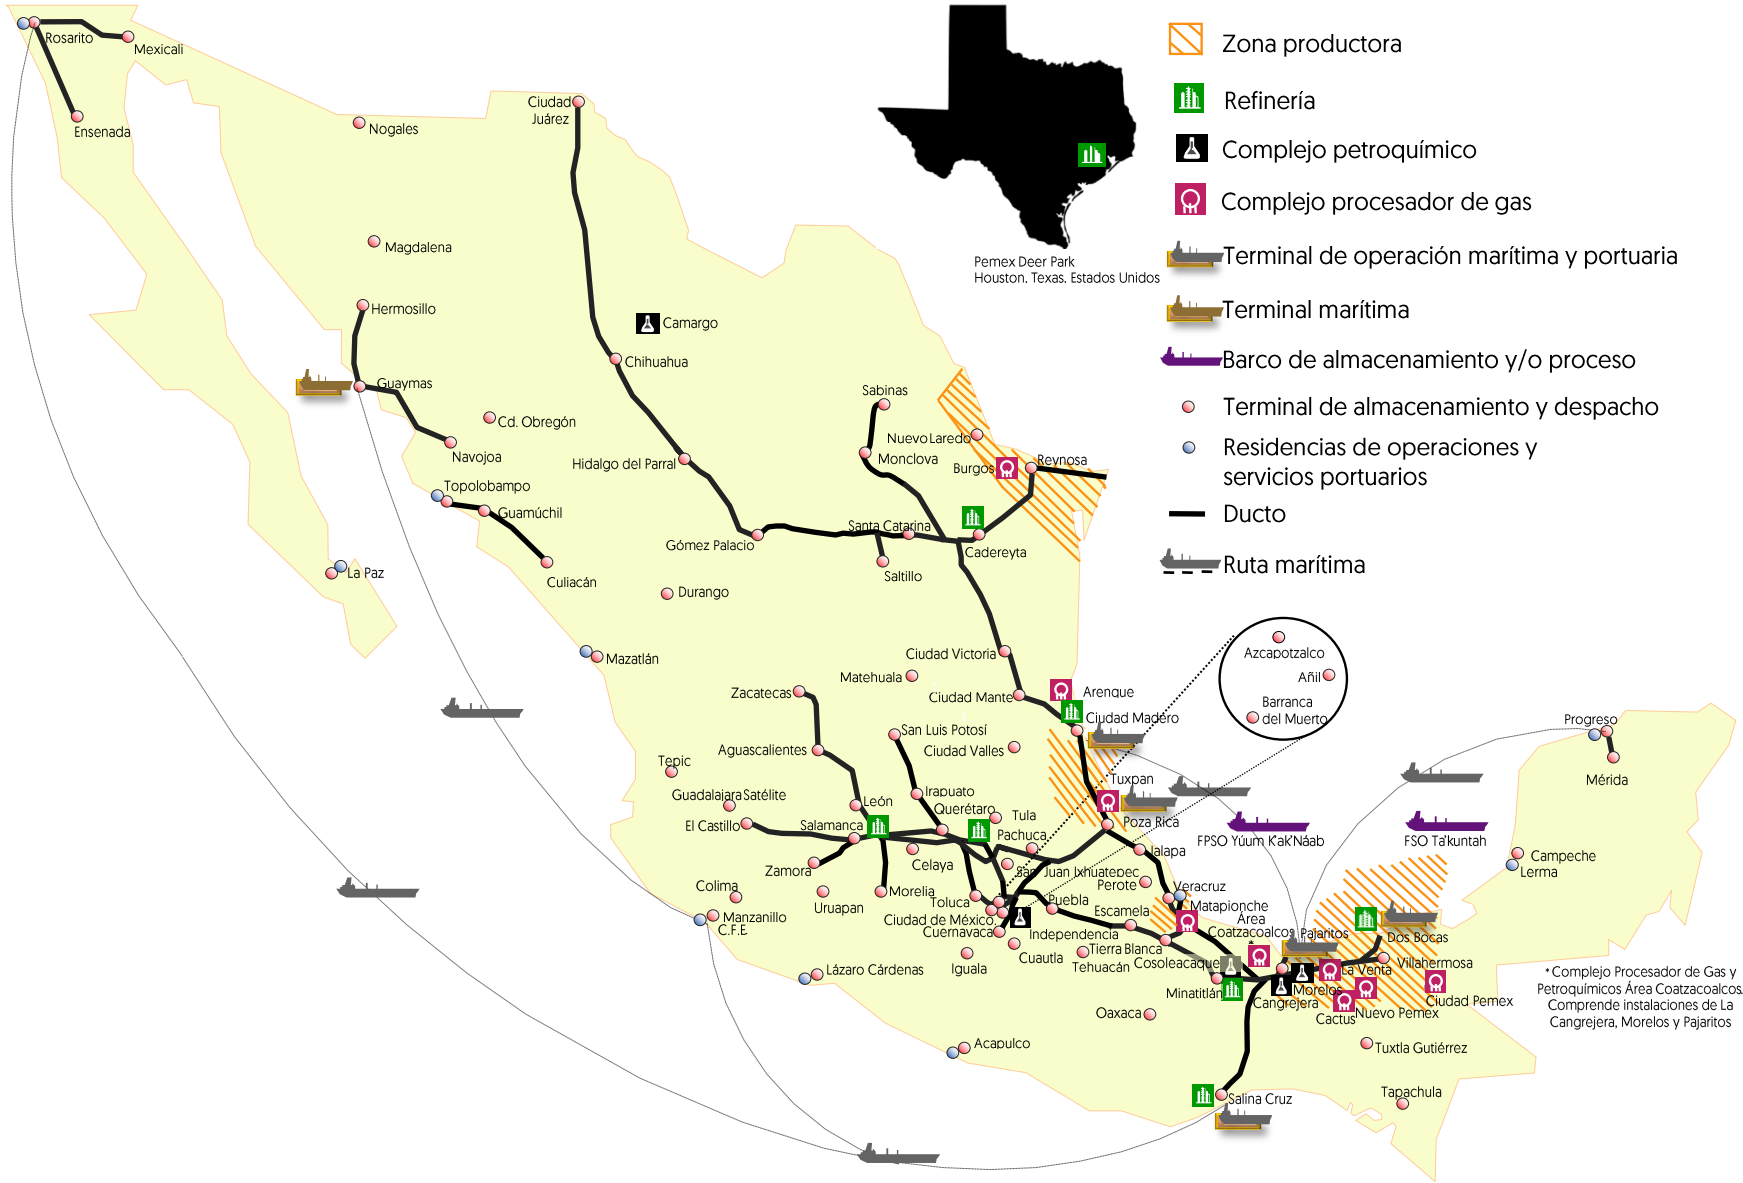 Rosarito
Mexicali
Ensenada
Ciudad
Juárez
Nogales
Magdalena
Hermosillo
Camargo
Chihuahua
Guaymas
Cd. Obregón
Navojoa
Topolobampo
Guamúchil
Culiacán
La Paz
Hidalgo del Parral
Sabinas
Nuevo Laredo
Monclova
Burgos
Reynosa
Santa Catarina
Gómez Palacio
Cadereyta
Saltillo
Durango
Mazatlán
Ciudad Victoria
Matehuala
Zacatecas
Ciudad Mante
Arenque
Ciudad Madero
San Luis Potosí
Aguascalientes
Ciudad Valles
Tepic
Tuxpan
Guadalajara Satélite
León
Irapuato
Querétaro
Tula
Poza Rica
El Castillo
Salamanca
Pachuca
Jalapa
Zamora
Celaya
San Juan Ixhuatepec
Perote
Veracruz
Colima
Uruapan
Morelia
Toluca
Puebla
Matapionche
Manzanillo
C.F.E.
Ciudad de México
Escamela
Área
Coatzacoalcos
*
Pajaritos
Cuernavaca
Independencia
Tierra Blanca
Cuautla
Iguala
Tehuacán
Cosoleacaque
Lázaro Cárdenas
Minatitlán
Cangrejera
Morelos
La Venta
Dos Bocas
Villahermosa
Ciudad Pemex
Nuevo Pemex
Cactus
Oaxaca
Acapulco
Tuxtla Gutiérrez
Tapachula
Salina Cruz
Azcapotzalco
Añil
Barranca
del Muerto
Progreso
Mérida
FPSO Yúum K'ak'Náab
FSO Ta'kuntah
Campeche
Lerma
*Complejo Procesador de Gas y
Petroquímicos Área Coatzacoalcos.
Comprende instalaciones de La
Cangrejera, Morelos y Pajaritos
Pemex Deer Park
Houston. Texas. Estados Unidos
Zona productora
Refinería
Complejo petroquímico
Complejo procesador de gas
Terminal de operación marítima y portuaria
Terminal marítima
Barco de almacenamiento y/o proceso
Terminal de almacenamiento y despacho
Residencias de operaciones y
servicios portuarios
Ducto
Ruta marítima